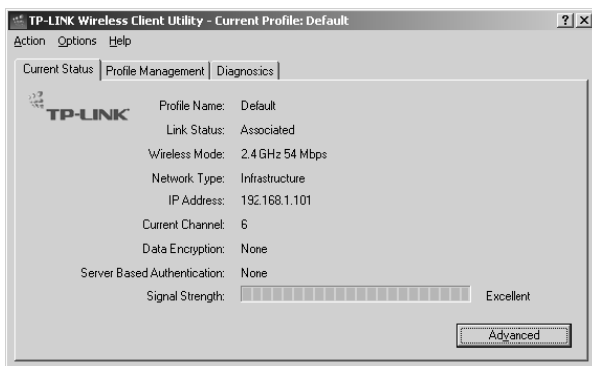 TP-LINK Wireless Client Utility - Current Profile: Default
Action Options Help
Current Status Profile Management Diagnostics
TP-LINK
Profile Name: Default
Link Status: Associated
Wireless Mode: 2.4 GHz 54 Mbps
Network Type: Infrastructure
IP Address: 192.168.1.101
Current Channel: 6
Data Encryption: None
Server Based Authentication: None
Signal Strength: Excellent
Advanced